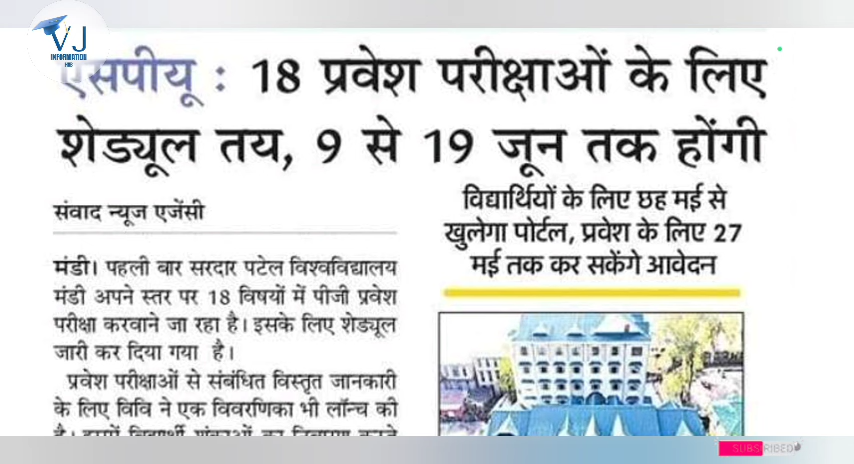 VJ
INFORMATION
HUB
एसपीयू : 18 प्रवेश परीक्षाओं के लिए
शेड्यूल तय, 9 से 19 जून तक होंगी
संवाद न्यूज एजेंसी
मंडी। पहली बार सरदार पटेल विश्वविद्यालय
मंडी अपने स्तर पर 18 विषयों में पीजी प्रवेश
परीक्षा करवाने जा रहा है। इसके लिए शेड्यूल
जारी कर दिया गया है।
प्रवेश परीक्षाओं से संबंधित विस्तृत जानकारी
के लिए विवि ने एक विवरणिका भी लॉन्च की
विद्यार्थियों के लिए छह मई से
खुलेगा पोर्टल, प्रवेश के लिए 27
मई तक कर सकेंगे आवेदन
SUBSCRIBED